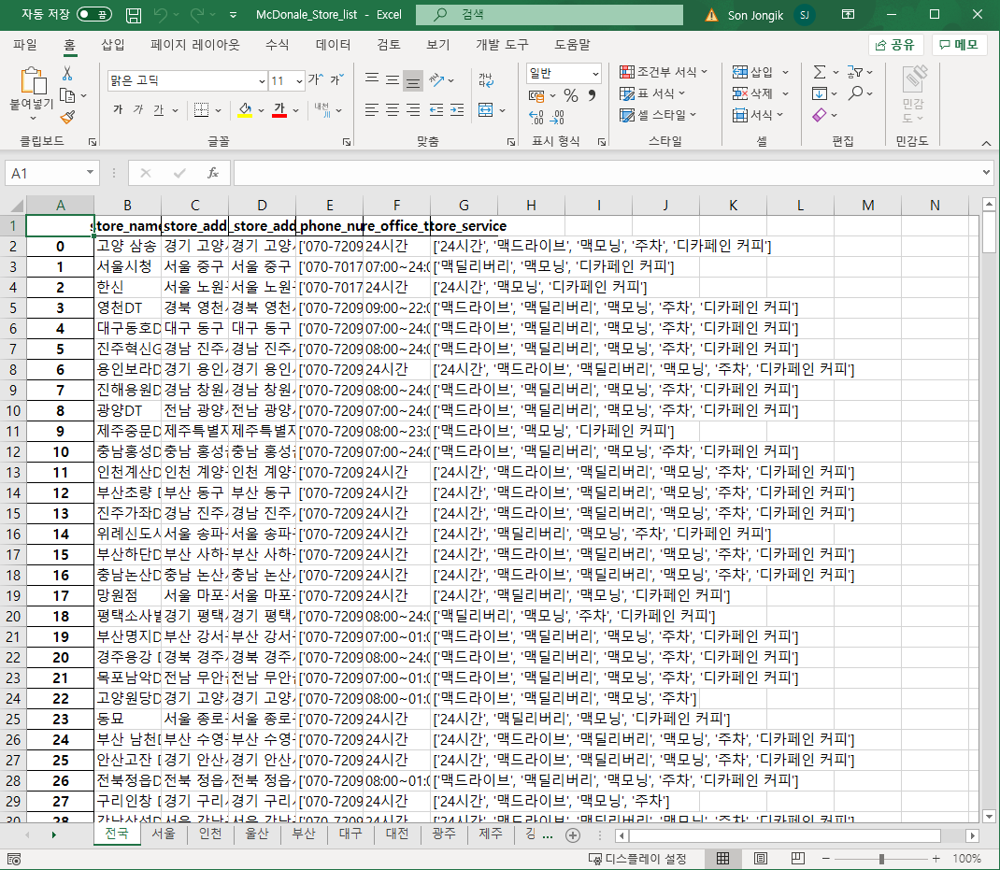 자동 저장 끔 McDonale_Store_list - Excel 검색 Son Jongik SJ
파일 홈 삽입 페이지 레이아웃 수식 데이터 검토 보기 개발 도구 도움말 공유 메모
붙여넣기 맑은 고딕 11 가 가 가 가 가 가 내천 가나다 일반 % 조건부 서식 표 서식 셀 스타일 삽입 삭제 서식 민감도
클립보드 글꼴 맞춤 표시 형식 스타일 셀 편집 민감도
A1 fx
A B C D E F G H I J K L M N
1 store_name store_add _store_add _phone_nu re_office_t tore_service
2 0 고양 삼송 경기 고양 경기 고양 ['070-7209 24시간 ['24시간', '맥드라이브', '맥모닝', '주차', '디카페인 커피']
3 1 서울시청 서울 중구 서울 중구 ['070-7017 07:00~24:0 ['맥딜리버리', '맥모닝', '디카페인 커피']
4 2 한신 서울 노원 서울 노원 ['070-7017 24시간 ['24시간', '맥모닝', '디카페인 커피']
5 3 영천DT 경북 영천 경북 영천 ['070-7209 09:00~22:0 ['맥드라이브', '맥딜리버리', '맥모닝', '주차', '디카페인 커피']
6 4 대구동호D 대구 동구 대구 동구 ['070-7209 07:00~24:0 ['맥드라이브', '맥딜리버리', '맥모닝', '주차', '디카페인 커피']
7 5 진주혁신G 경남 진주 경남 진주 ['070-7209 08:00~24:0 ['맥드라이브', '맥딜리버리', '맥모닝', '주차', '디카페인 커피']
8 6 용인보라D 경기 용인 경기 용인 ['070-7209 24시간 ['24시간', '맥드라이브', '맥딜리버리', '맥모닝', '주차', '디카페인 커피']
9 7 진해용원D 경남 창원 경남 창원 ['070-7209 08:00~24:0 ['맥드라이브', '맥딜리버리', '맥모닝', '주차', '디카페인 커피']
10 8 광양DT 전남 광양 전남 광양 ['070-7209 07:00~24:0 ['맥드라이브', '맥딜리버리', '맥모닝', '주차', '디카페인 커피']
11 9 제주중문D 제주특별자 제주특별자 ['070-7209 08:00~23:0 ['맥드라이브', '맥모닝', '디카페인 커피']
12 10 충남홍성D 충남 홍성 충남 홍성 ['070-7209 07:00~24:0 ['맥드라이브', '맥딜리버리', '맥모닝', '주차', '디카페인 커피']
13 11 인천계산D 인천 계양 인천 계양 ['070-7209 24시간 ['24시간', '맥드라이브', '맥딜리버리', '맥모닝', '주차', '디카페인 커피']
14 12 부산초량 부산 동구 부산 동구 ['070-7209 24시간 ['24시간', '맥드라이브', '맥딜리버리', '맥모닝', '주차', '디카페인 커피']
15 13 진주가좌D 경남 진주 경남 진주 ['070-7209 24시간 ['24시간', '맥드라이브', '맥딜리버리', '맥모닝', '주차', '디카페인 커피']
16 14 위례신도시 서울 송파 서울 송파 ['070-7209 24시간 ['24시간', '맥딜리버리', '맥모닝', '주차', '디카페인 커피']
17 15 부산하단D 부산 사하 부산 사하 ['070-7209 24시간 ['24시간', '맥드라이브', '맥딜리버리', '맥모닝', '주차', '디카페인 커피']
18 16 충남논산D 충남 논산 충남 논산 ['070-7209 24시간 ['24시간', '맥드라이브', '맥딜리버리', '맥모닝', '주차', '디카페인 커피']
19 17 망원점 서울 마포 서울 마포 ['070-7209 24시간 ['24시간', '맥딜리버리', '맥모닝', '디카페인 커피']
20 18 평택소사벌 경기 평택 경기 평택 ['070-7209 08:00~24:0 ['맥딜리버리', '맥모닝', '주차', '디카페인 커피']
21 19 부산명지D 부산 강서 부산 강서 ['070-7209 07:00~01:0 ['맥드라이브', '맥딜리버리', '맥모닝', '주차', '디카페인 커피']
22 20 경주용강 경북 경주 경북 경주 ['070-7209 08:00~24:0 ['맥드라이브', '맥딜리버리', '맥모닝', '주차', '디카페인 커피']
23 21 목포남악D 전남 무안 전남 무안 ['070-7209 07:00~01:0 ['맥드라이브', '맥딜리버리', '맥모닝', '주차', '디카페인 커피']
24 22 고양원당D 경기 고양 경기 고양 ['070-7209 08:00~01:0 ['맥드라이브', '맥딜리버리', '맥모닝', '주차']
25 23 동묘 서울 종로 서울 종로 ['070-7209 24시간 ['24시간', '맥딜리버리', '맥모닝', '디카페인 커피']
26 24 부산 남천D 부산 수영 부산 수영 ['070-7209 24시간 ['24시간', '맥드라이브', '맥딜리버리', '맥모닝', '주차', '디카페인 커피']
27 25 안산고잔 경기 안산 경기 안산 ['070-7209 24시간 ['24시간', '맥드라이브', '맥딜리버리', '맥모닝', '주차', '디카페인 커피']
28 26 전북정읍D 전북 정읍 전북 정읍 ['070-7209 08:00~01:0 ['맥드라이브', '맥딜리버리', '맥모닝', '주차', '디카페인 커피']
29 27 구리인창 경기 구리 경기 구리 ['070-7209 24시간 ['24시간', '맥드라이브', '맥모닝', '주차']
전국 서울 인천 울산 부산 대구 대전 광주 제주 ...
디스플레이 설정 100%